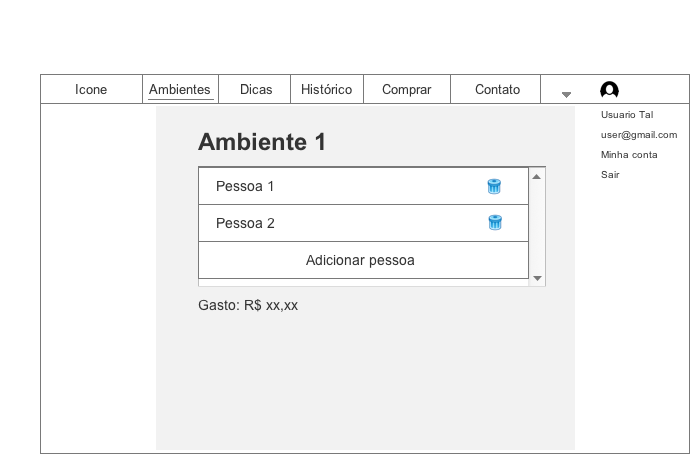 Icone Ambientes Dicas Histórico Comprar Contato
Usuario Tal
user@gmail.com
Minha conta
Sair
Ambiente 1
Pessoa 1
Pessoa 2
Adicionar pessoa
Gasto: R$ xx,xx